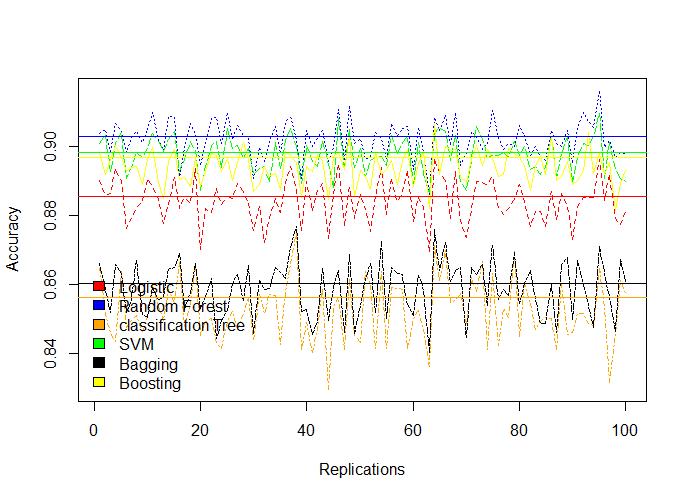 Accuracy
0.90
0.88
0.86
0.84
Logistic
Random Forest
classification tree
SVM
Bagging
Boosting
0
20
40
60
80
100
Replications